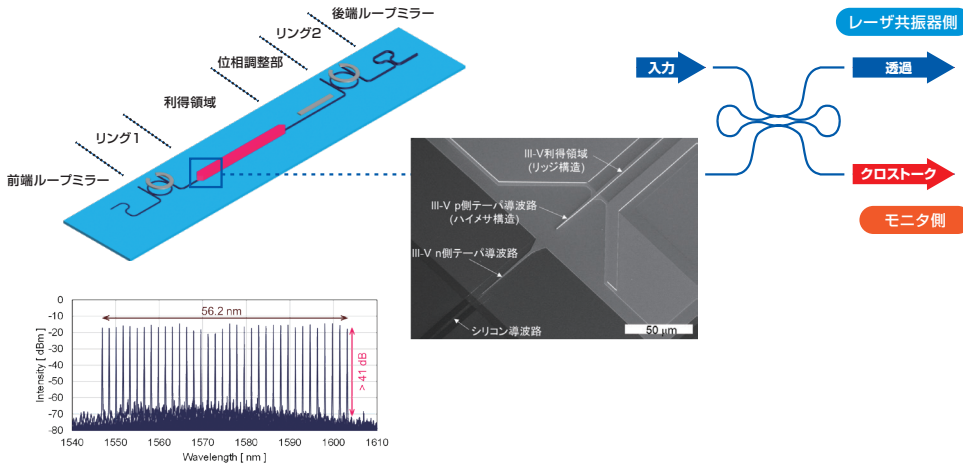 後端ループミラー
リング2
位相調整部
利得領域
リング1
前端ループミラー
レーザ共振器側
入力
透過
クロストーク
モニタ側
III-V利得領域
(リッジ構造)
III-V p側テーパ導波路
(ハイメサ構造)
III-V n側テーパ導波路
シリコン導波路
50 μm
0
-10
-20
-30
-40
-50
-60
-70
-80
Intensity [ dBm ]
56.2 nm
> 41 dB
1540 1550 1560 1570 1580 1590 1600 1610
Wavelength [ nm ]